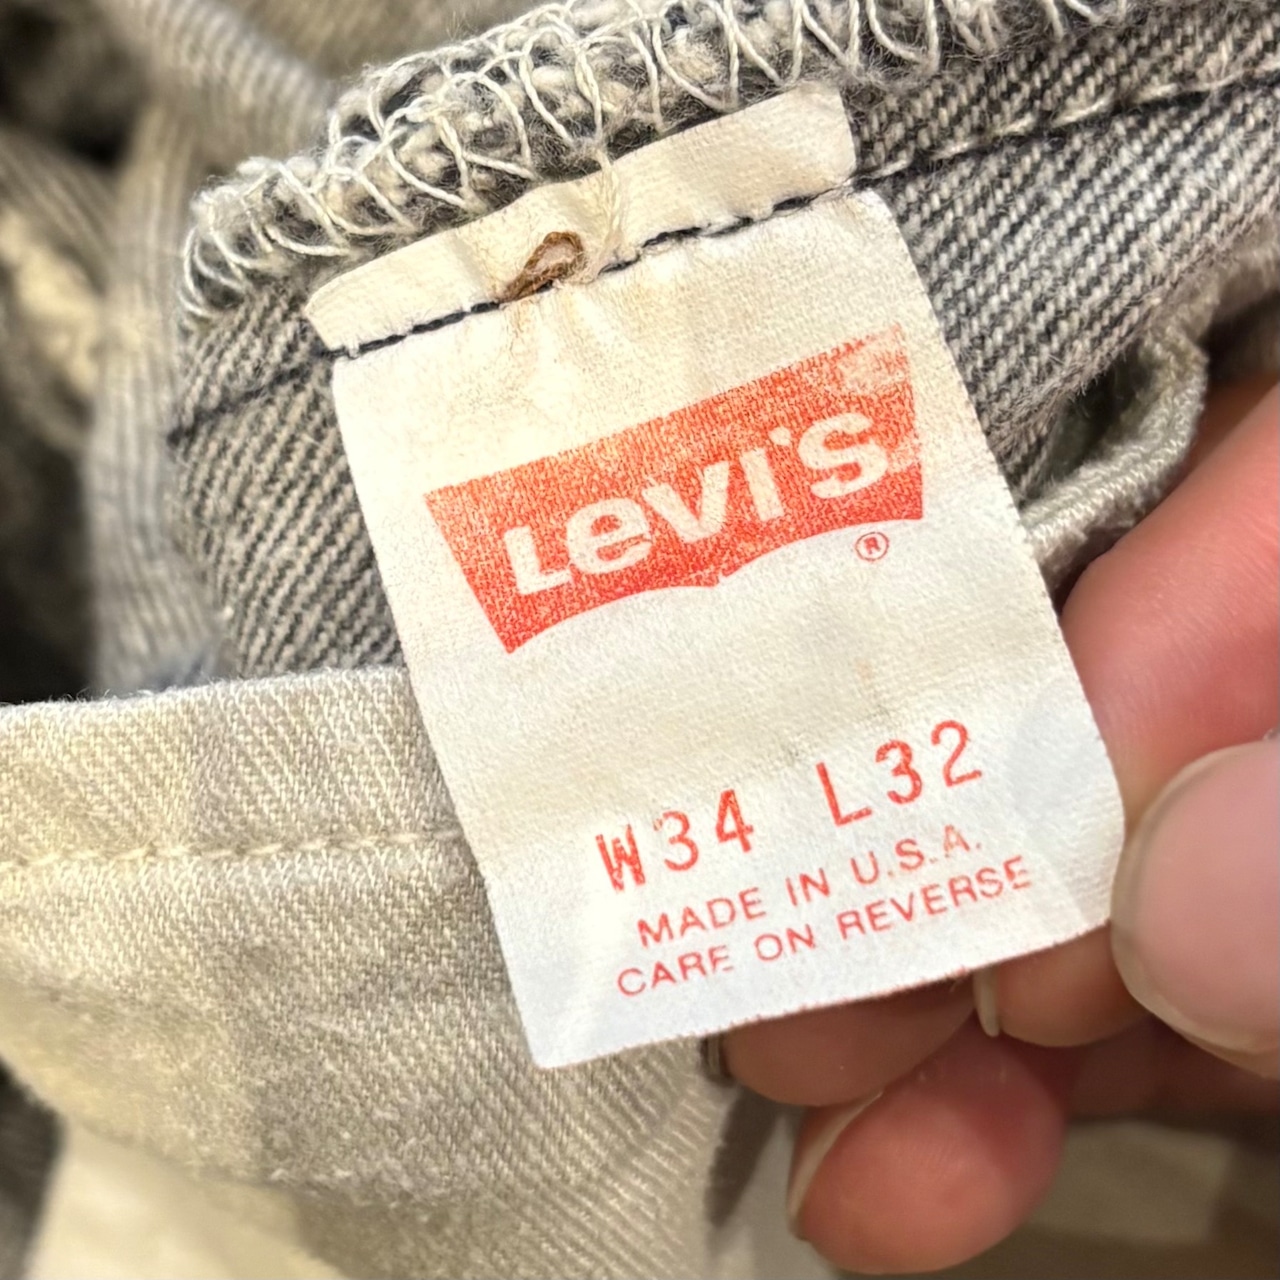 Levi's ®
W34 L32
MADE IN U.S.A.
CARE ON REVERSE